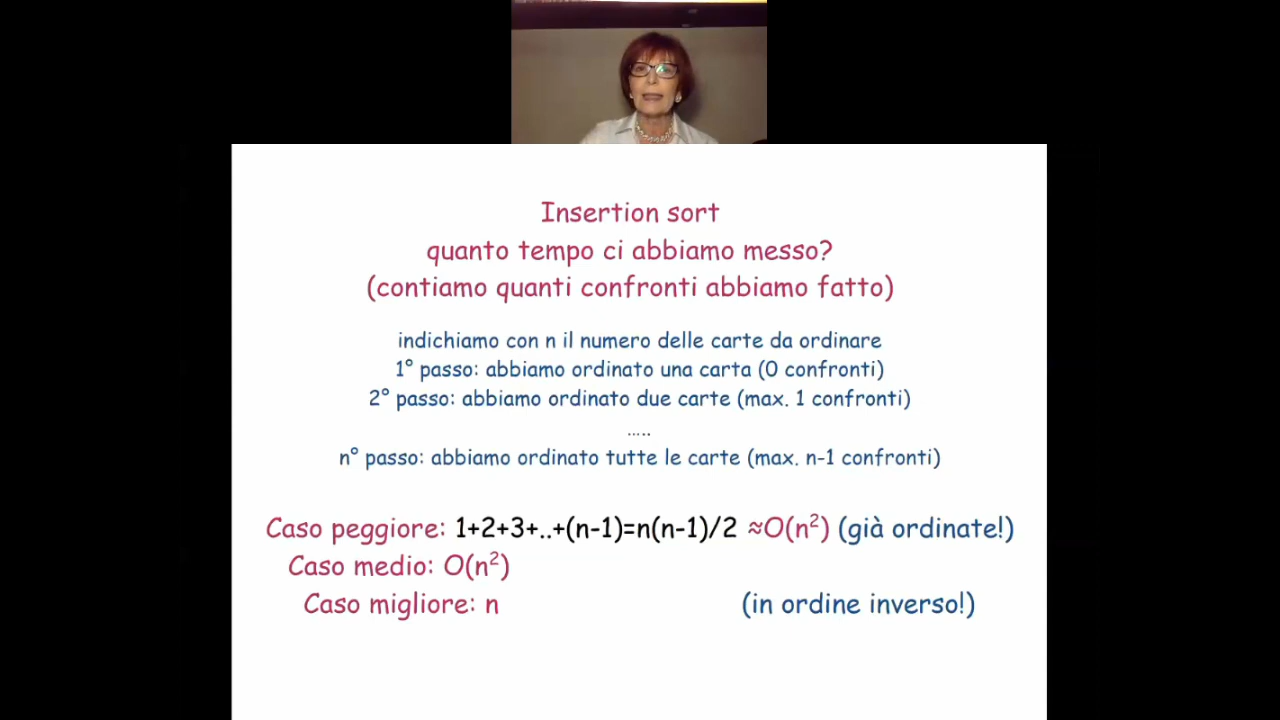 Insertion sort
quanto tempo ci abbiamo messo?
(contiamo quanti confronti abbiamo fatto)
indichiamo con n il numero delle carte da ordinare
1° passo: abbiamo ordinato una carta (0 confronti)
2° passo: abbiamo ordinato due carte (max. 1 confronti)
.....
n° passo: abbiamo ordinato tutte le carte (max. n-1 confronti)
Caso peggiore: 1+2+3+..+(n-1)=n(n-1)/2 ≈O(n²) (già ordinate!)
Caso medio: O(n²)
Caso migliore: n (in ordine inverso!)